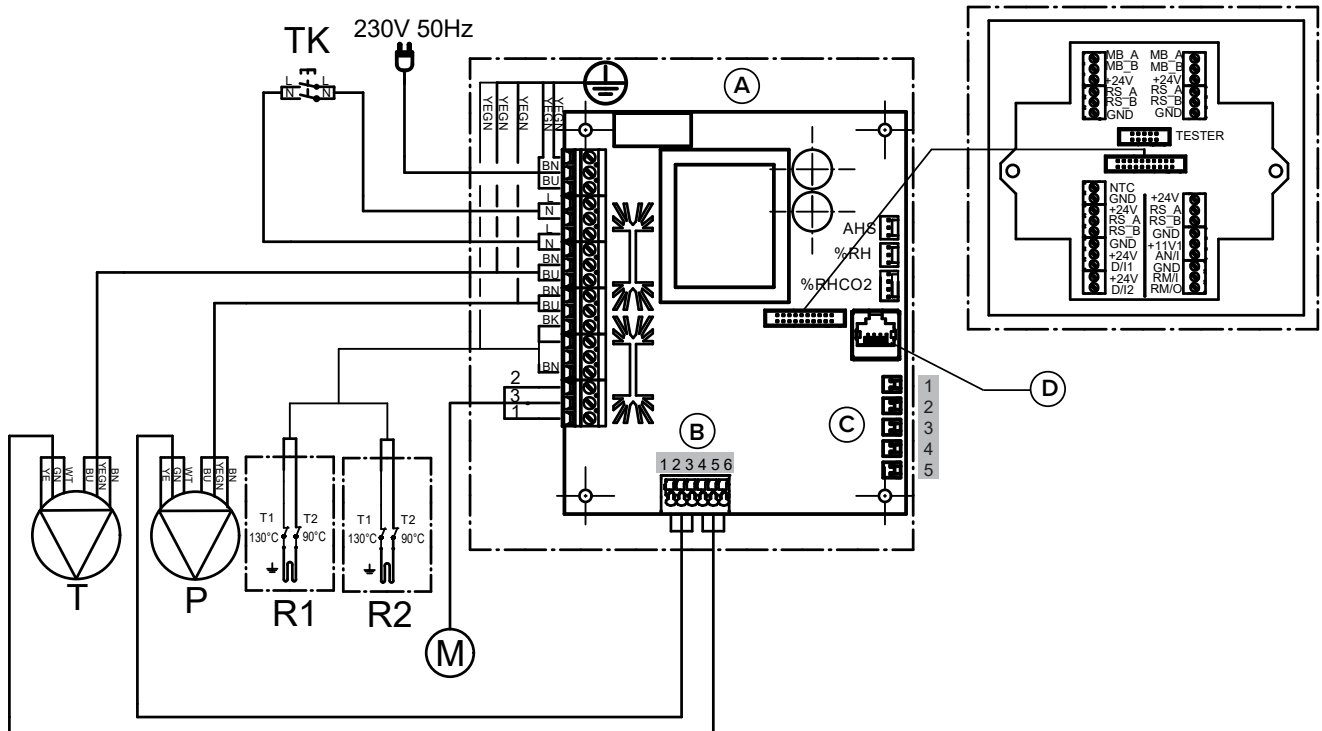 TK
230V 50Hz
L L
N N
YEGN
YEGN
YEGN
YEGN
YEGN
A
BN
BU
L
N
L
N
BN
BU
BN
BU
BK
BN
2
3
1
AHS
%RH
%RHCO2
D
C
1
2
3
4
5
B
1 2 3 4 5 6
YE GN WT BU YEGN BN
YE GN WT BU YEGN BN
T1 T2
130°C 90°C
T1 T2
130°C 90°C
T
P
R1
R2
M
MB_A MB_A
MB_B MB_B
+24V +24V
RS_A RS_A
RS_B RS_B
GND GND
TESTER
NTC
GND
+24V
RS_A
RS_B
GND
+24V
D/I1
+24V
D/I2
+24V
RS_A
RS_B
GND
+11V1
AN/I
GND
RM/I
RM/O